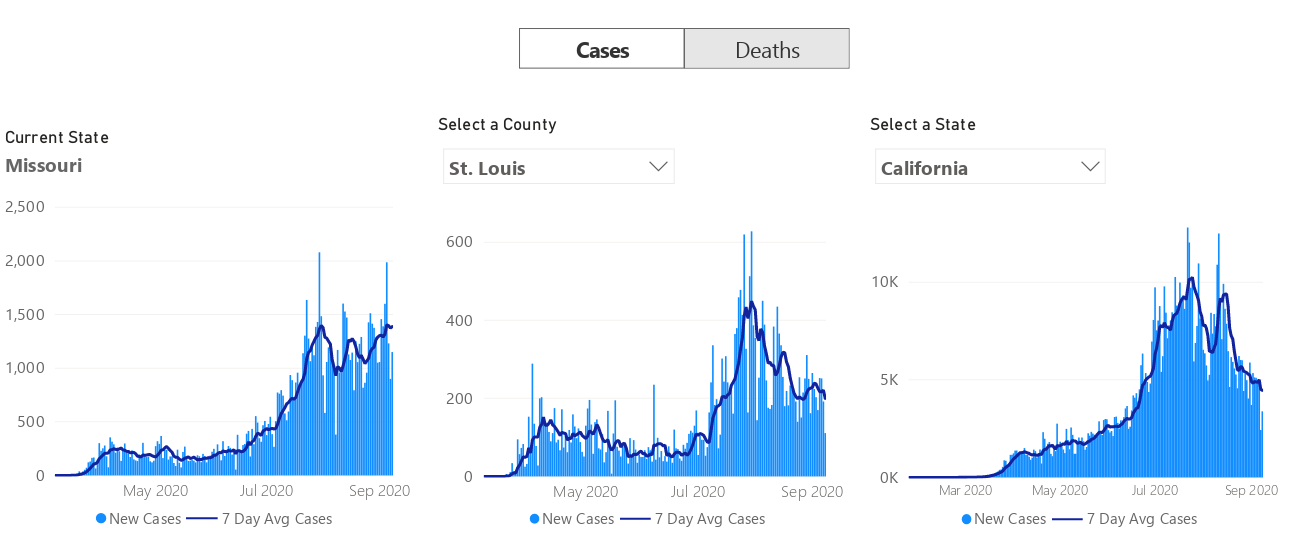 Cases Deaths
Current State
Missouri
2,500
2,000
1,500
1,000
500
0
May 2020 Jul 2020 Sep 2020
New Cases 7 Day Avg Cases
Select a County
St. Louis
600
400
200
0
May 2020 Jul 2020 Sep 2020
New Cases 7 Day Avg Cases
Select a State
California
10K
5K
0K
Mar 2020 May 2020 Jul 2020 Sep 2020
New Cases 7 Day Avg Cases